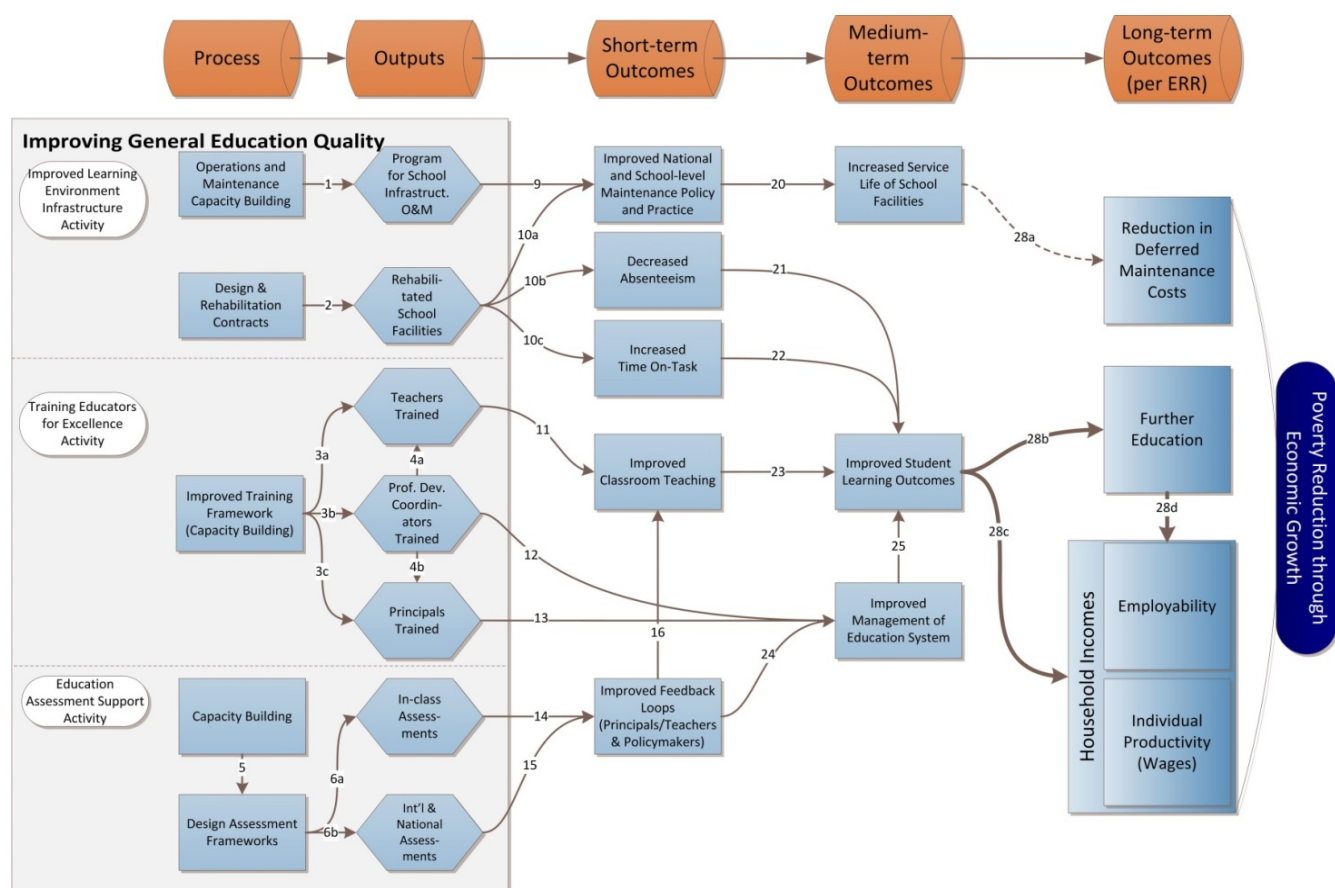 Process
Outputs
Short-term
Outcomes
Medium-
term
Outcomes
Long-term
Outcomes
(per ERR)
Improving General Education Quality
Improved Learning
Environment
Infrastructure
Activity
Operations and
Maintenance
Capacity Building
1
Program
for School
Infrastruct.
O&M
9
Improved National
and School-level
Maintenance Policy
and Practice
20
Increased Service
Life of School
Facilities
28a
Reduction in
Deferred
Maintenance
Costs
10a
Design &
Rehabilitation
Contracts
2
Rehabili-
tated
School
Facilities
10b
Decreased
Absenteeism
21
10c
Increased
Time On-Task
22
Training Educators
for Excellence
Activity
Improved Training
Framework
(Capacity Building)
3a
3b
3c
Teachers
Trained
4a
Prof. Dev.
Coordin-
ators
Trained
4b
Principals
Trained
11
12
13
Improved
Classroom Teaching
23
Improved Student
Learning Outcomes
28b
28c
Further
Education
28d
16
24
25
Improved
Management of
Education System
Household Incomes
Employability
Individual
Productivity
(Wages)
Poverty Reduction through
Economic Growth
Education
Assessment Support
Activity
Capacity Building
5
Design Assessment
Frameworks
6a
6b
In-class
Assess-
ments
14
Int'l &
National
Assess-
ments
15
Improved Feedback
Loops
(Principals/Teachers
& Policymakers)